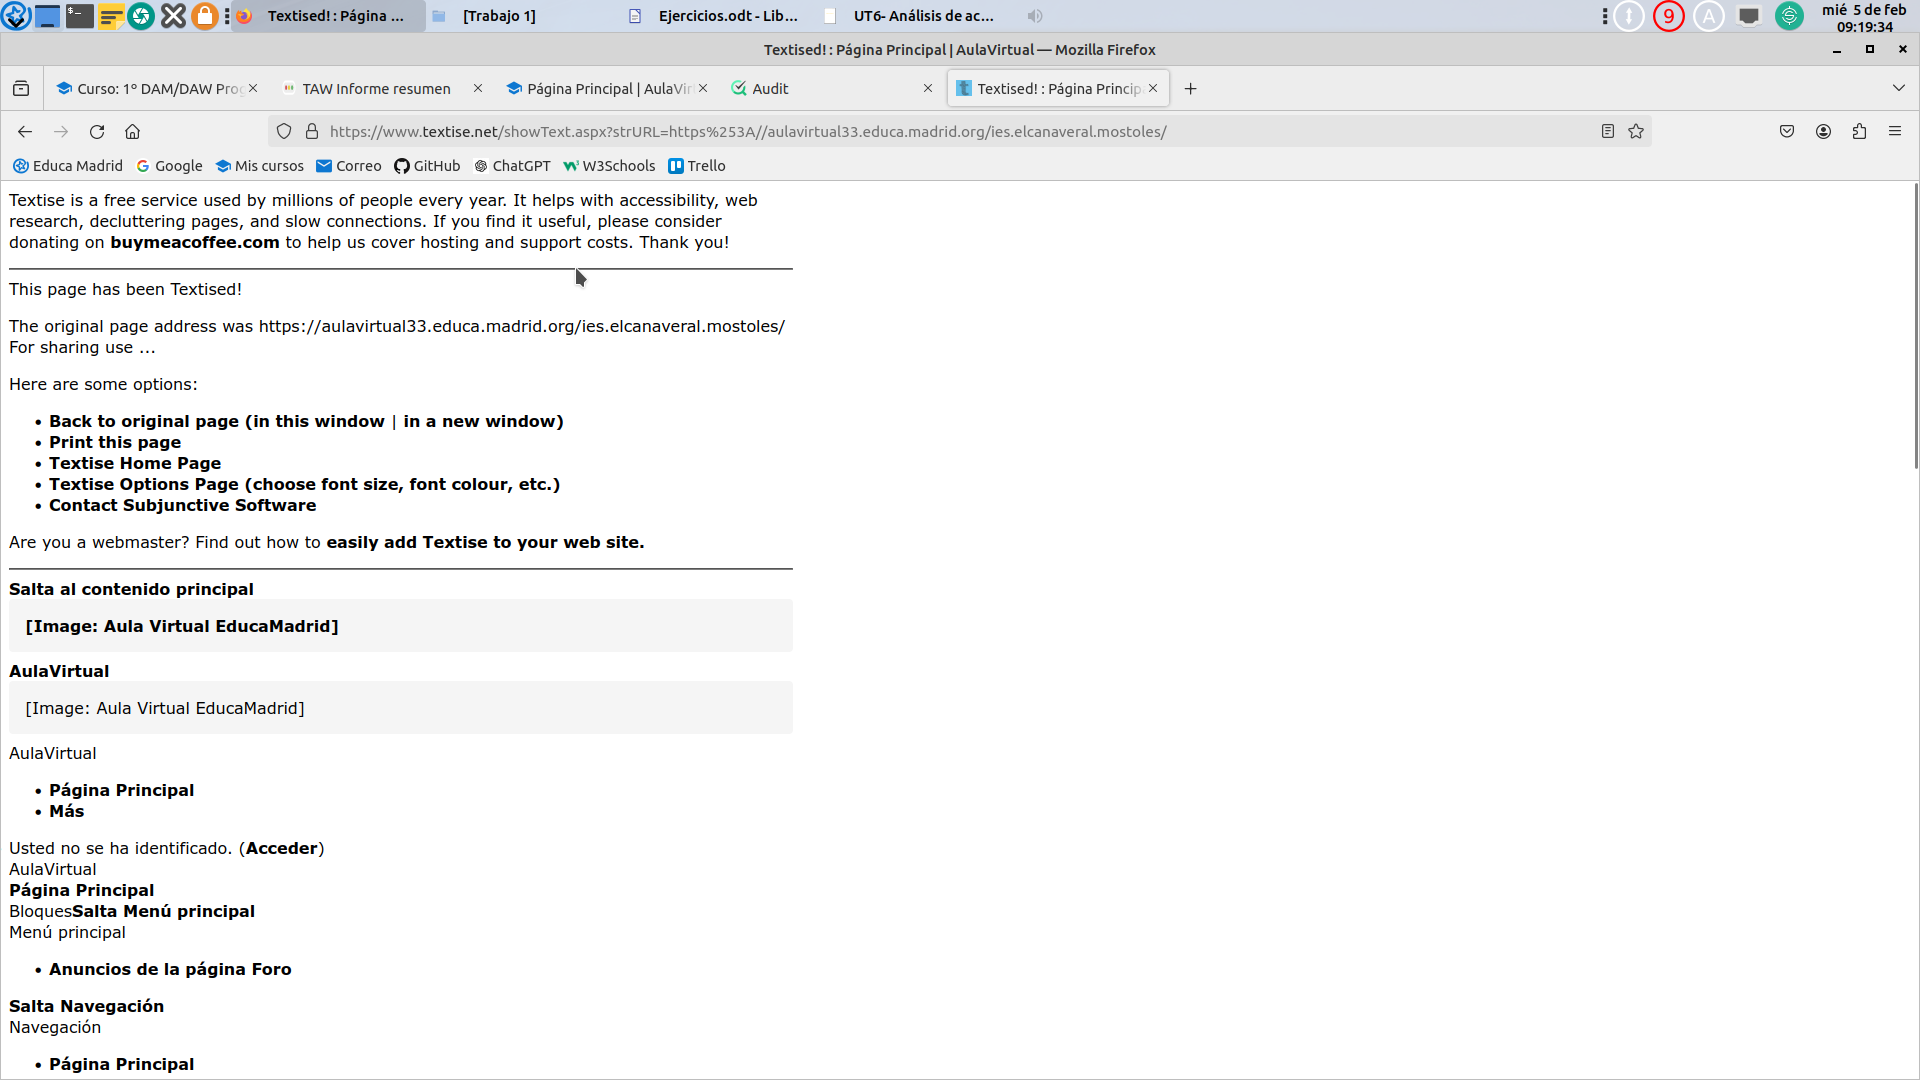 Textised! : Página ...
[Trabajo 1]
Ejercicios.odt - Lib...
UT6- Análisis de ac...
9
A
mié 5 de feb
09:19:34
Textised! : Página Principal | AulaVirtual — Mozilla Firefox
Curso: 1º DAM/DAW Pro
TAW Informe resumen
Página Principal | AulaVir
Audit
Textised! : Página Princip
https://www.textise.net/showText.aspx?strURL=https%253A//aulavirtual33.educa.madrid.org/ies.elcanaveral.mostoles/
Educa Madrid
Google
Mis cursos
Correo
GitHub
ChatGPT
W3Schools
Trello
Textise is a free service used by millions of people every year. It helps with accessibility, web
research, decluttering pages, and slow connections. If you find it useful, please consider
donating on buymeacoffee.com to help us cover hosting and support costs. Thank you!
This page has been Textised!
The original page address was https://aulavirtual33.educa.madrid.org/ies.elcanaveral.mostoles/
For sharing use ...
Here are some options:
• Back to original page (in this window | in a new window)
• Print this page
• Textise Home Page
• Textise Options Page (choose font size, font colour, etc.)
• Contact Subjunctive Software
Are you a webmaster? Find out how to easily add Textise to your web site.
Salta al contenido principal
[Image: Aula Virtual EducaMadrid]
AulaVirtual
[Image: Aula Virtual EducaMadrid]
AulaVirtual
• Página Principal
• Más
Usted no se ha identificado. (Acceder)
AulaVirtual
Página Principal
BloquesSalta Menú principal
Menú principal
• Anuncios de la página Foro
Salta Navegación
Navegación
• Página Principal